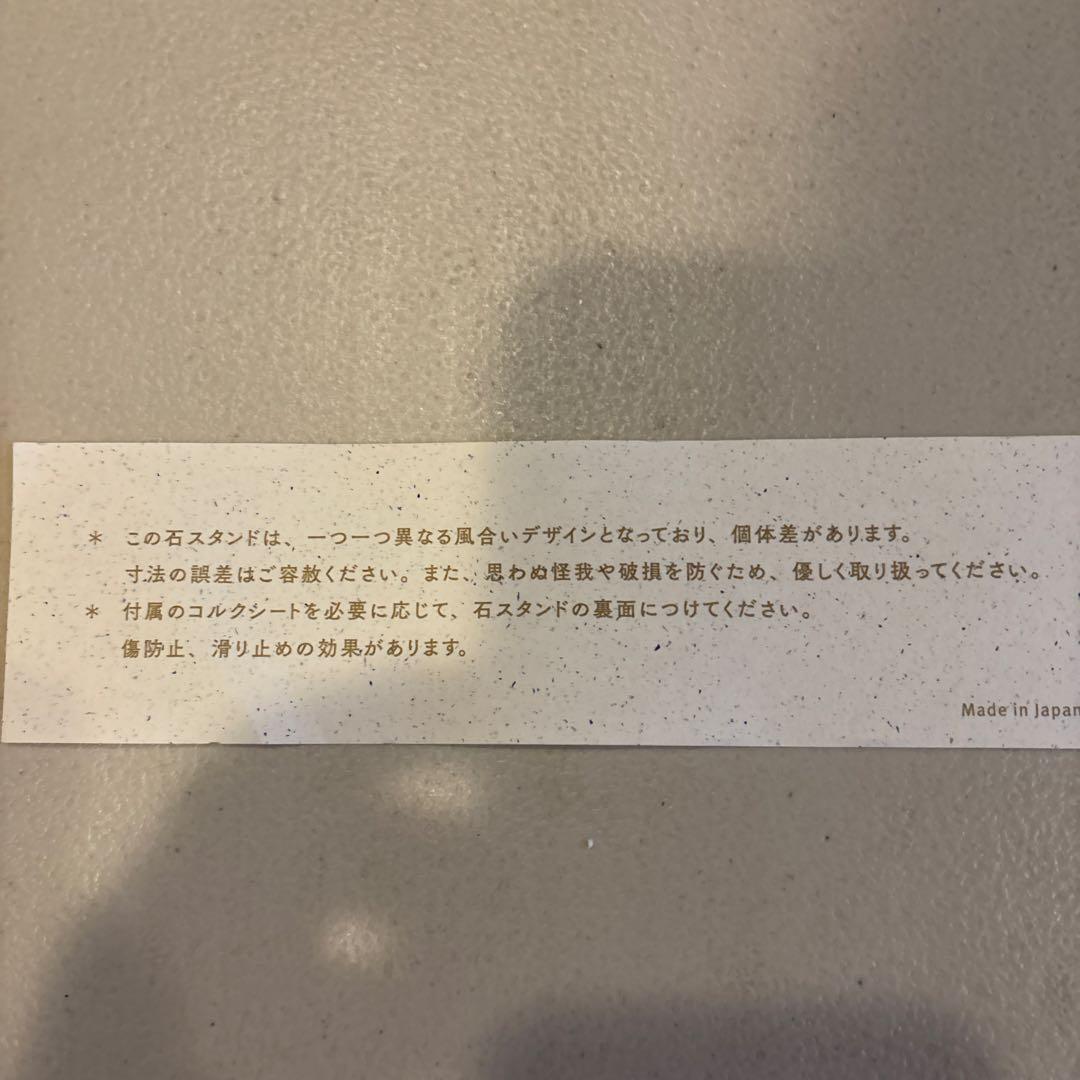 ＊ この石スタンドは、一つ一つ異なる風合いデザインとなっており、個体差があります。
寸法の誤差はご容赦ください。また、思わぬ怪我や破損を防ぐため、優しく取り扱ってください。
＊ 付属のコルクシートを必要に応じて、石スタンドの裏面につけてください。
傷防止、滑り止めの効果があります。
Made in Japan